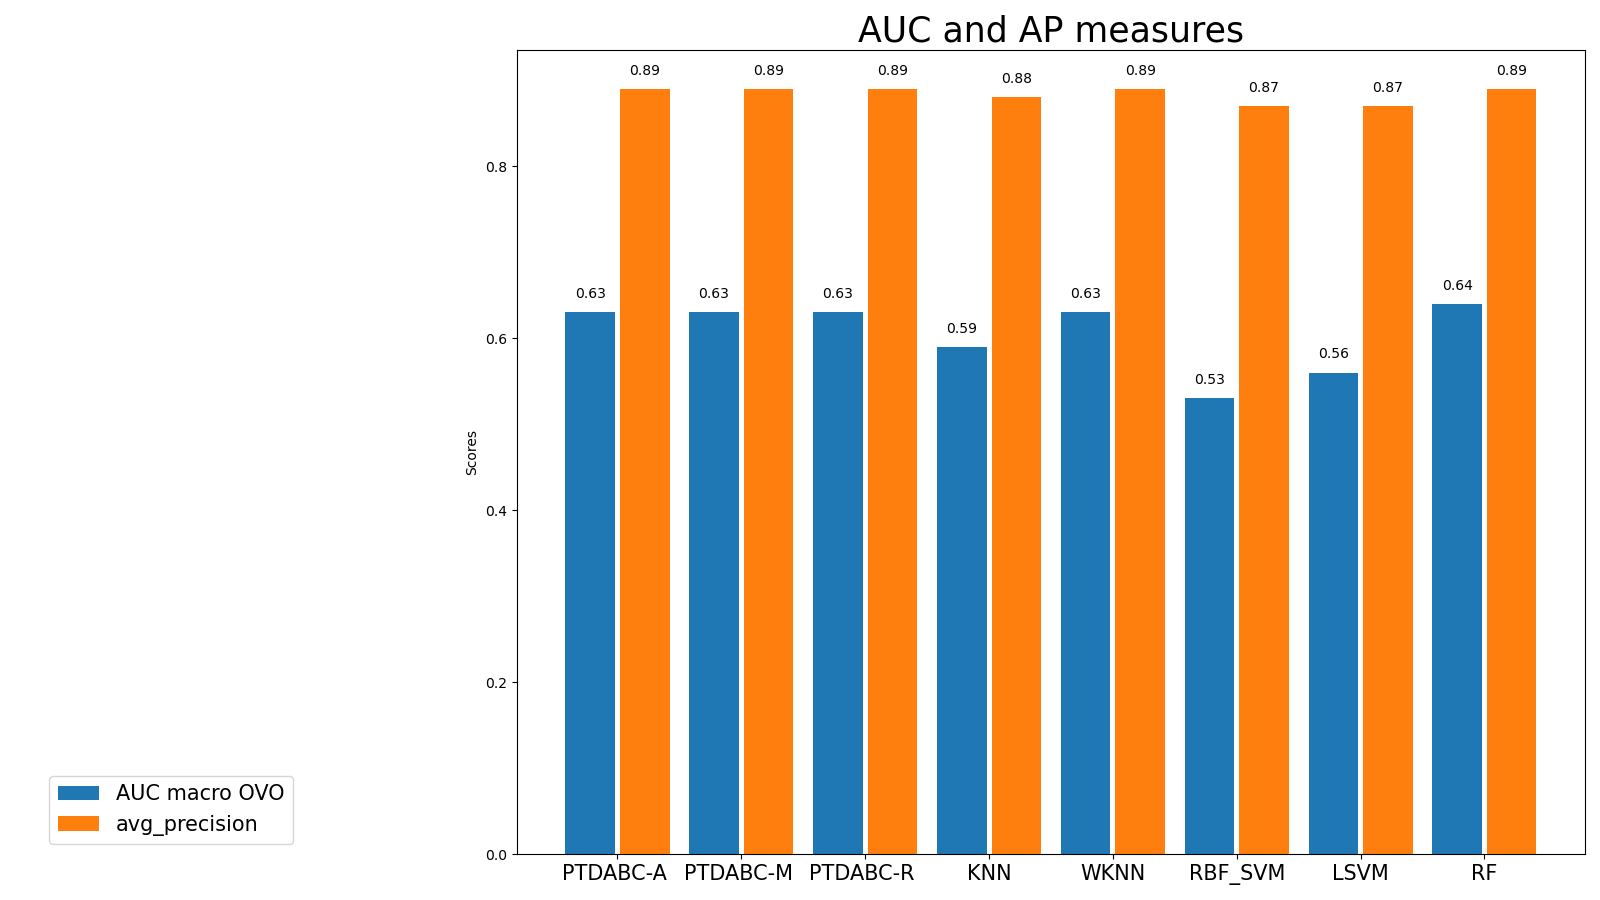 AUC and AP measures
0.89 0.89 0.89 0.88 0.89 0.87 0.87 0.89
0.63 0.63 0.63 0.59 0.63 0.53 0.56 0.64
0.8
0.6
0.4
0.2
0.0
Scores
PTDABC-A PTDABC-M PTDABC-R KNN WKNN RBF_SVM LSVM RF
AUC macro OVO
avg_precision